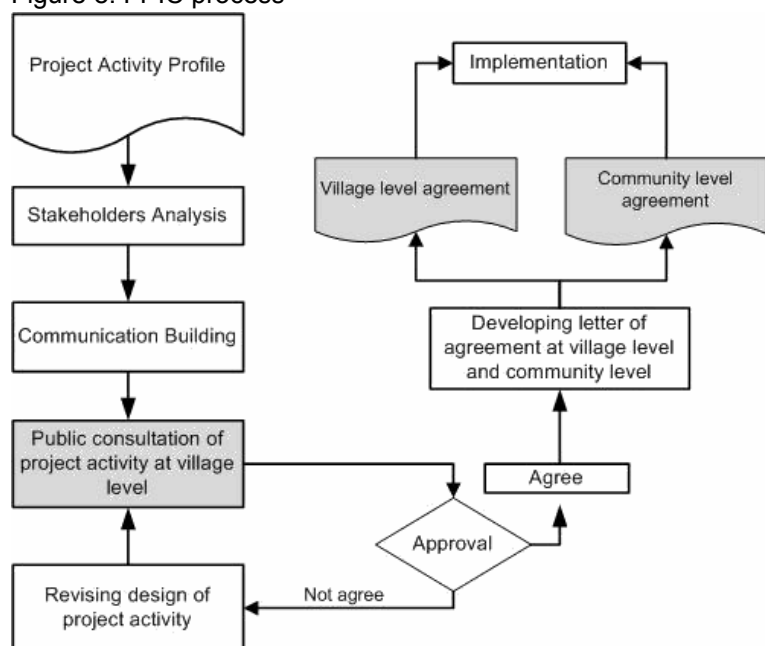 Figure
process
Project Activity Profile
Stakeholders Analysis
Communication Building
Public consultation of
project activity at village
level
Revising design of
project activity
Not agree
Approval
Agree
Developing letter of
agreement at village level
and community level
Village level agreement
Community level
agreement
Implementation